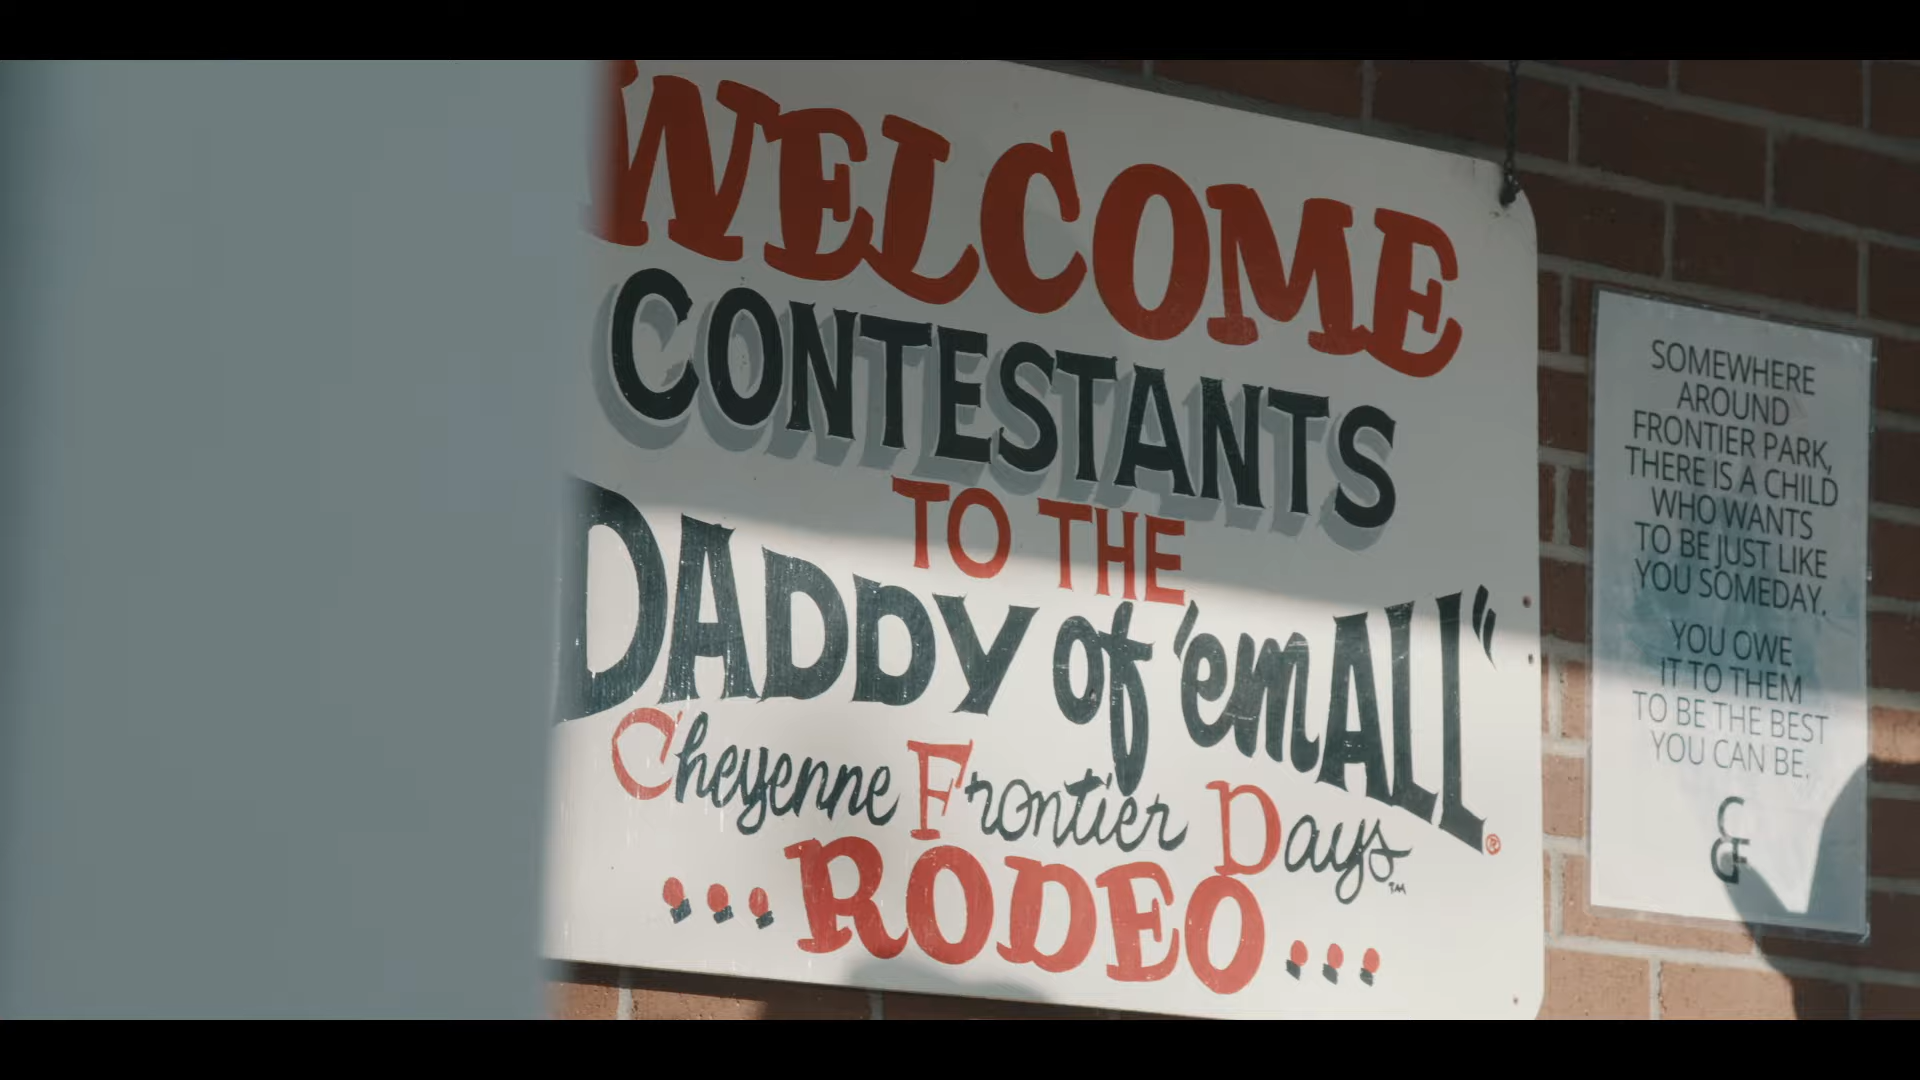 WELCOME
CONTESTANTS
TO THE
DADDY of 'em ALL"®
Cheyenne Frontier Days™
...RODEO...
SOMEWHERE
AROUND
FRONTIER PARK,
THERE IS A CHILD
WHO WANTS
TO BE JUST LIKE
YOU SOMEDAY.
YOU OWE
IT TO THEM
TO BE THE BEST
YOU CAN BE.